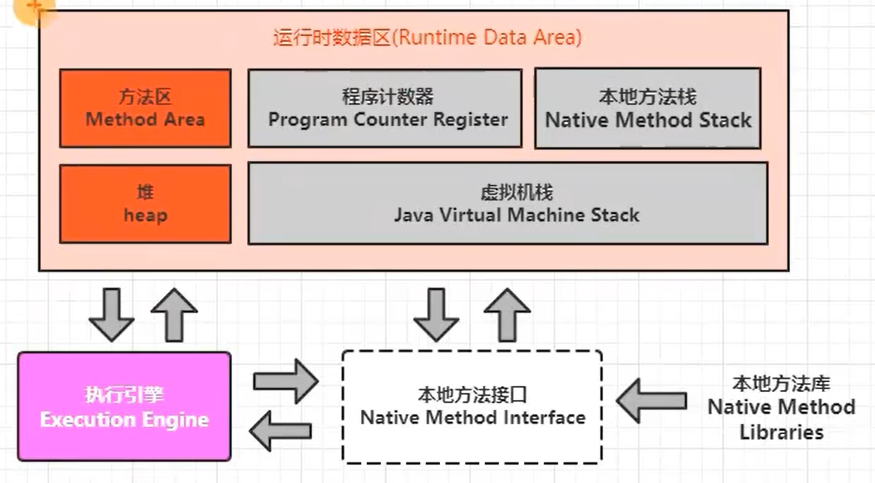 运行时数据区(Runtime Data Area)
方法区
Method Area
程序计数器
Program Counter Register
本地方法栈
Native Method Stack
堆
heap
虚拟机栈
Java Virtual Machine Stack
执行引擎
Execution Engine
本地方法接口
Native Method Interface
本地方法库
Native Method
Libraries